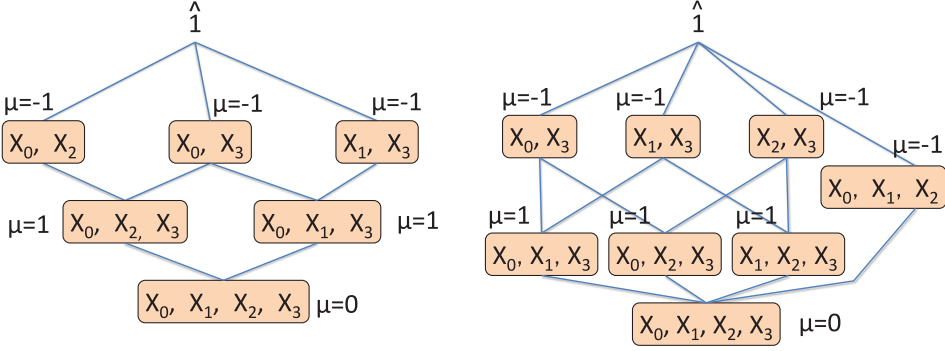 1̂
μ=-1
μ=-1
μ=-1
X₀, X₂
X₀, X₃
X₁, X₃
μ=1
X₀, X₂, X₃
X₀, X₁, X₃
μ=1
X₀, X₁, X₂, X₃
μ=0
1̂
μ=-1
μ=-1
μ=-1
X₀, X₃
X₁, X₃
X₂, X₃
μ=-1
X₀, X₁, X₂
μ=1
μ=1
μ=1
X₀, X₁, X₃
X₀, X₂, X₃
X₁, X₂, X₃
X₀, X₁, X₂, X₃
μ=0